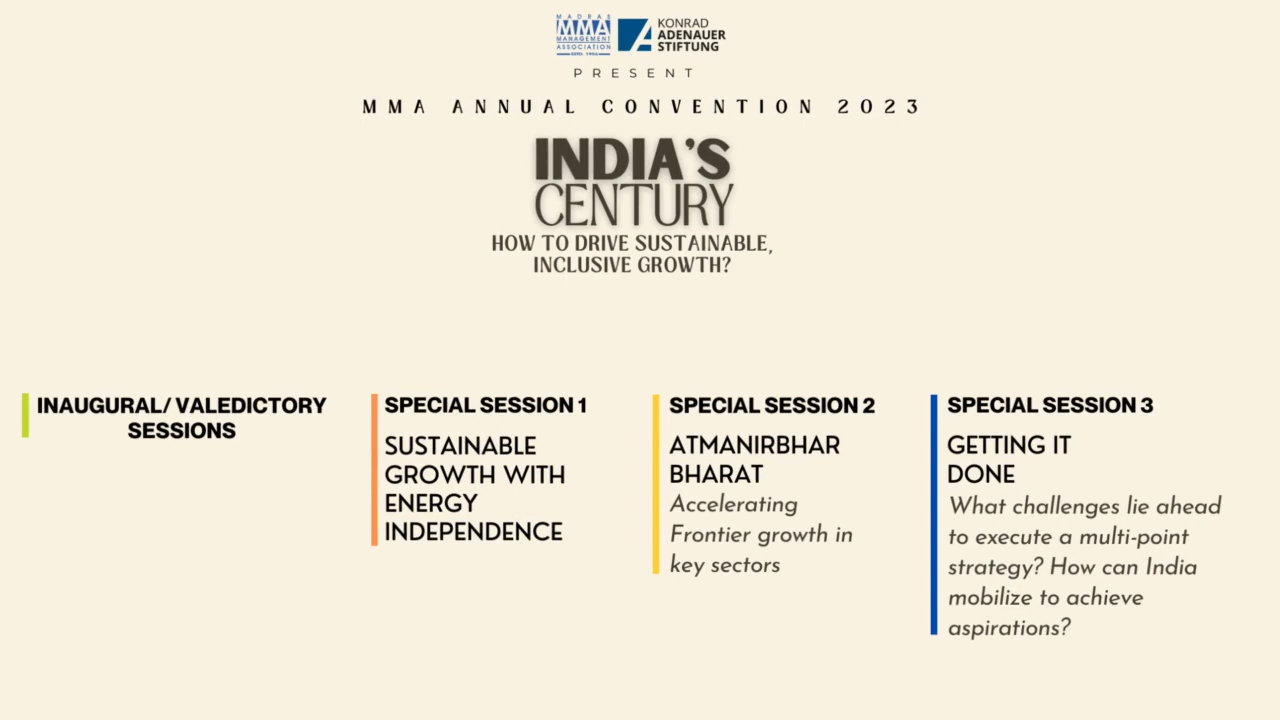 MADRAS
MMA
MANAGEMENT
ASSOCIATION
KONRAD
ADENAUER
STIFTUNG
PRESENT
MMA ANNUAL CONVENTION 2023
INDIA'S
CENTURY
HOW TO DRIVE SUSTAINABLE,
INCLUSIVE GROWTH?
INAUGURAL/ VALEDICTORY
SESSIONS
SPECIAL SESSION 1
SUSTAINABLE
GROWTH WITH
ENERGY
INDEPENDENCE
SPECIAL SESSION 2
ATMANIRBHAR
BHARAT
Accelerating
Frontier growth in
key sectors
SPECIAL SESSION 3
GETTING IT
DONE
What challenges lie ahead
to execute a multi-point
strategy? How can India
mobilize to achieve
aspirations?